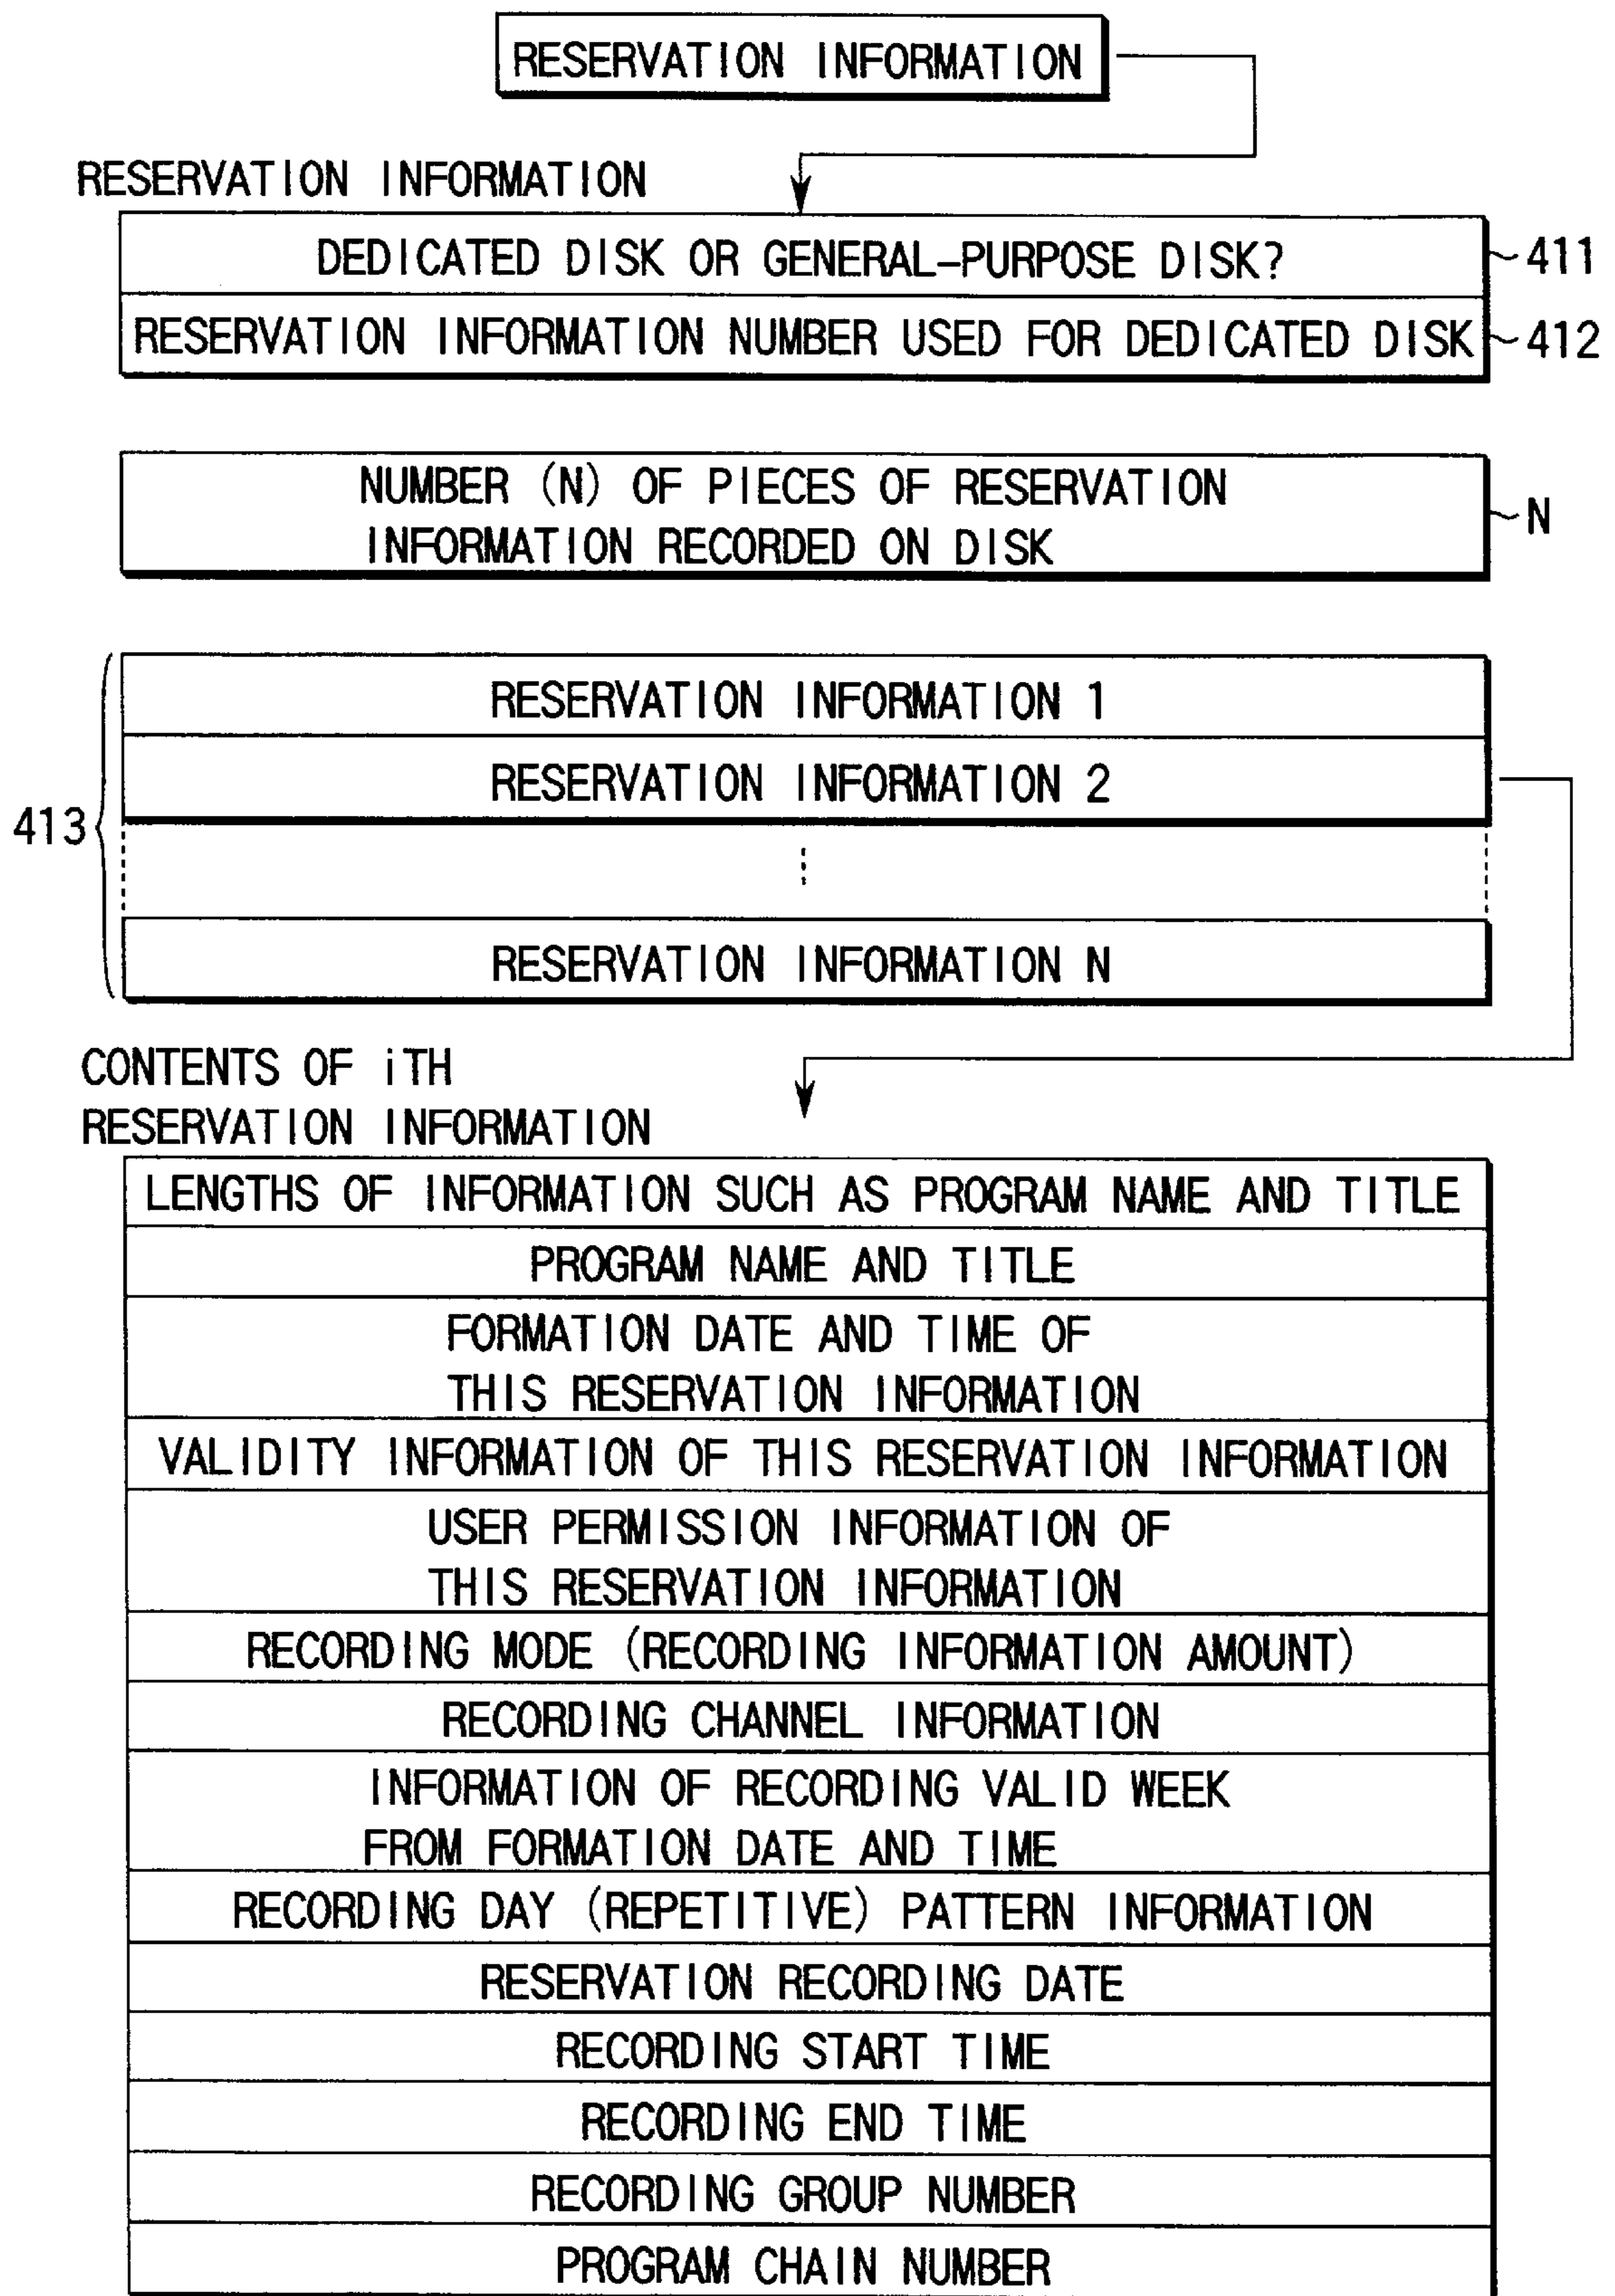 RESERVATION INFORMATION
RESERVATION INFORMATION
DEDICATED DISK OR GENERAL-PURPOSE DISK?
411
RESERVATION INFORMATION NUMBER USED FOR DEDICATED DISK
412
NUMBER (N) OF PIECES OF RESERVATION
INFORMATION RECORDED ON DISK
N
RESERVATION INFORMATION 1
RESERVATION INFORMATION 2
413
RESERVATION INFORMATION N
CONTENTS OF iTH
RESERVATION INFORMATION
LENGTHS OF INFORMATION SUCH AS PROGRAM NAME AND TITLE
PROGRAM NAME AND TITLE
FORMATION DATE AND TIME OF
THIS RESERVATION INFORMATION
VALIDITY INFORMATION OF THIS RESERVATION INFORMATION
USER PERMISSION INFORMATION OF
THIS RESERVATION INFORMATION
RECORDING MODE (RECORDING INFORMATION AMOUNT)
RECORDING CHANNEL INFORMATION
INFORMATION OF RECORDING VALID WEEK
FROM FORMATION DATE AND TIME
RECORDING DAY (REPETITIVE) PATTERN INFORMATION
RESERVATION RECORDING DATE
RECORDING START TIME
RECORDING END TIME
RECORDING GROUP NUMBER
PROGRAM CHAIN NUMBER